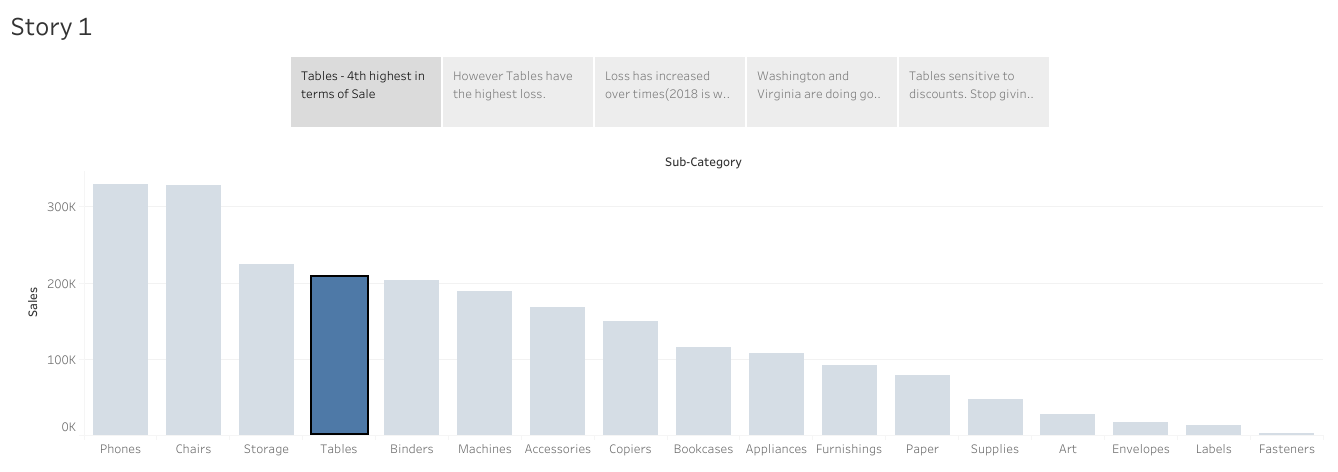 Story 1
Tables - 4th highest in
terms of Sale
However Tables have
the highest loss.
Loss has increased
over times(2018 is w..
Washington and
Virginia are doing go..
Tables sensitive to
discounts. Stop givin..
Sub-Category
Sales
300K
200K
100K
0K
Phones
Chairs
Storage
Tables
Binders
Machines
Accessories
Copiers
Bookcases
Appliances
Furnishings
Paper
Supplies
Art
Envelopes
Labels
Fasteners